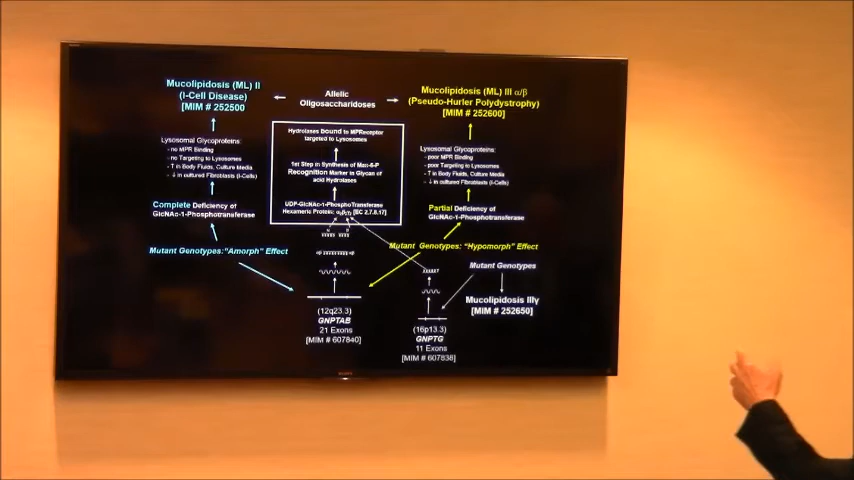 Mucolipidosis (ML) II
(I-Cell Disease)
[MIM # 252500]
Allelic
Oligosaccharidoses
Mucolipidosis (ML) III α/β
(Pseudo-Hurler Polydystrophy)
[MIM # 252600]
Lysosomal Glycoproteins:
- no MPR Binding
- no Targeting to Lysosomes
- ↑ in Body Fluids, Culture Media
- ↓ in cultured Fibroblasts (I-Cells)
Hydrolases bound to MPReceptor
targeted to Lysosomes
1st Step in Synthesis of Man-6-P
Recognition Marker in Glycan of
acid Hydrolases
UDP-GlcNAc-1-PhosphoTransferase
Hexameric Protein: [EC 2.7.8.17]
Lysosomal Glycoproteins:
- poor MPR Binding
- poor Targeting to Lysosomes
- ↑ in Body Fluids, Culture Media
- ↓ in cultured Fibroblasts (I-Cells)
Complete Deficiency of
GlcNAc-1-Phosphotransferase
Partial Deficiency of
GlcNAc-1-Phosphotransferase
Mutant Genotypes:"Amorph" Effect
Mutant Genotypes: "Hypomorph" Effect
Mutant Genotypes
Mucolipidosis IIIγ
[MIM # 252650]
(12q23.3)
GNPTAB
21 Exons
[MIM # 607840]
(16p13.3)
GNPTG
11 Exons
[MIM # 607838]
SONY